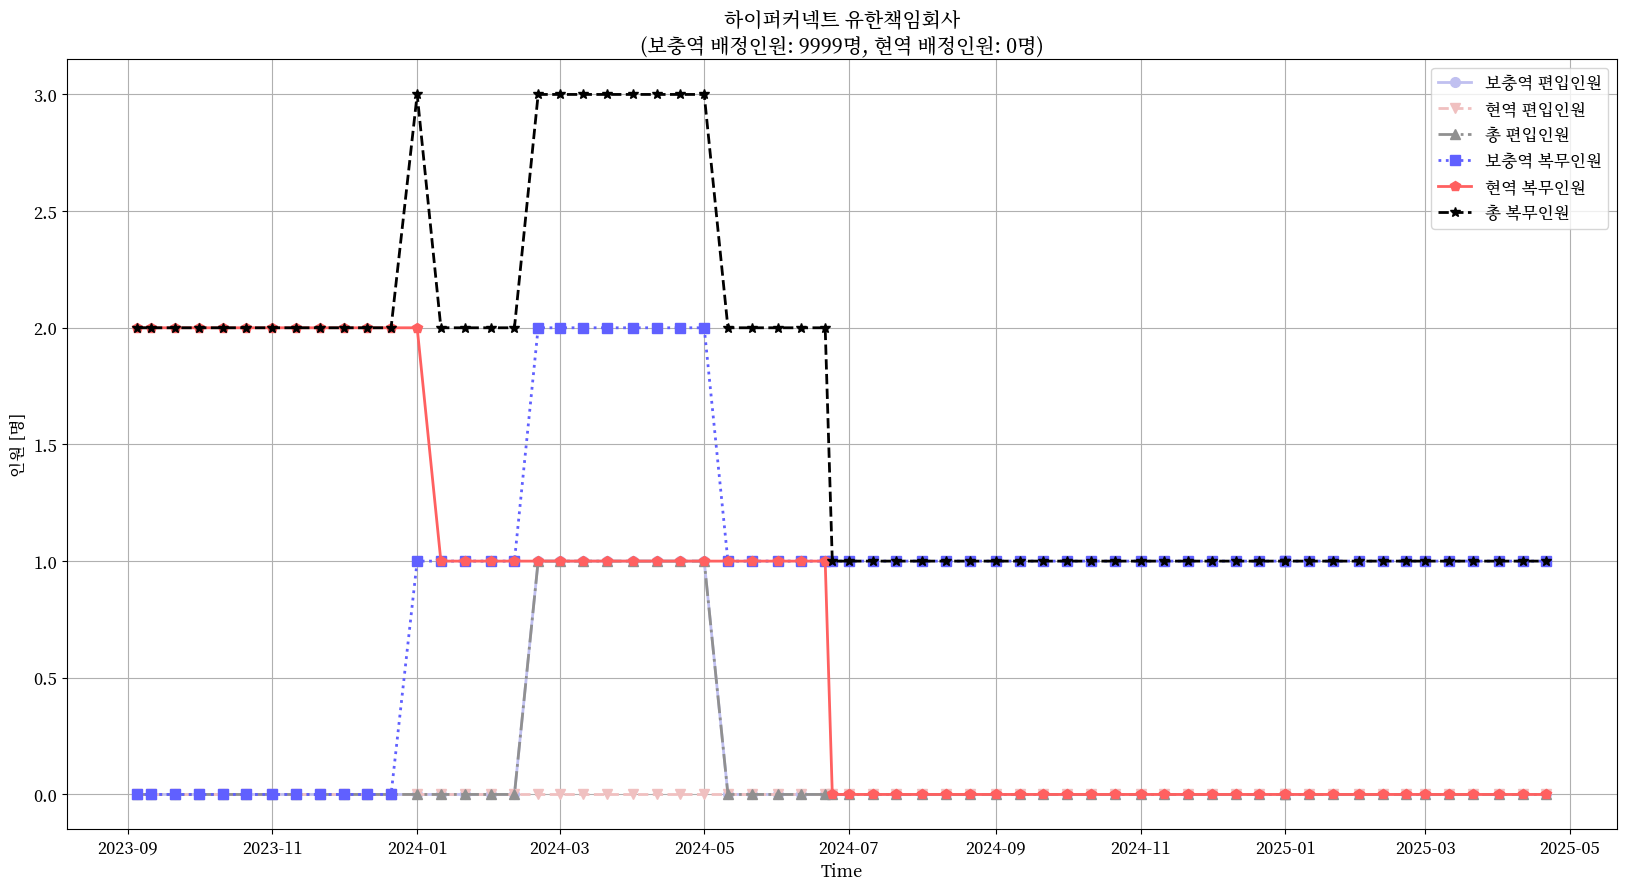 하이퍼커넥트 유한책임회사
(보충역 배정인원: 9999명, 현역 배정인원: 0명)
보충역 편입인원
현역 편입인원
총 편입인원
보충역 복무인원
현역 복무인원
총 복무인원
인원 [명]
3.0
2.5
2.0
1.5
1.0
0.5
0.0
2023-09
2023-11
2024-01
2024-03
2024-05
2024-07
2024-09
2024-11
2025-01
2025-03
2025-05
Time